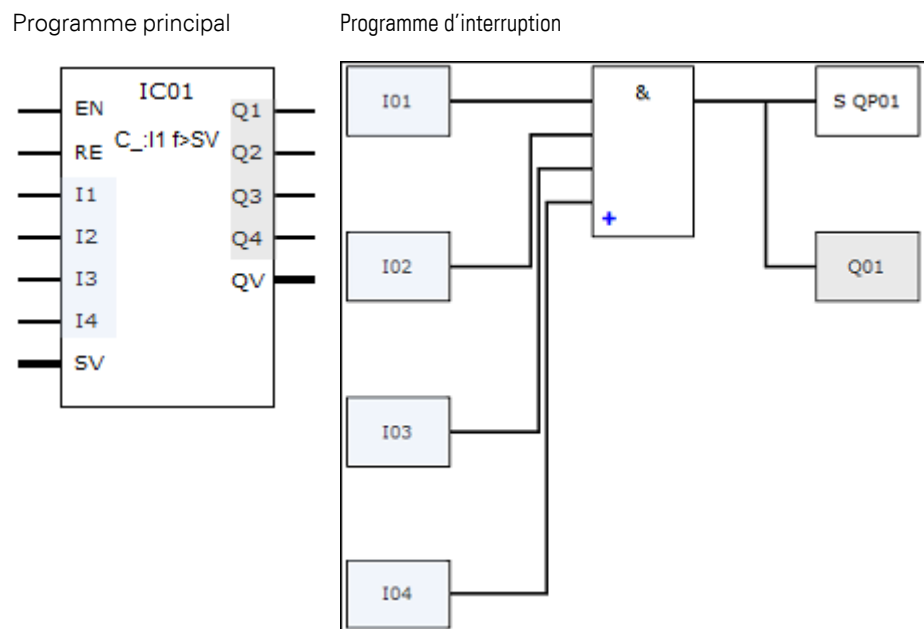 Programme principal
Programme d'interruption
IC01
C_:I1 f>SV
EN
RE
I1
I2
I3
I4
SV
Q1
Q2
Q3
Q4
QV
I01
I02
I03
I04
&
+
S QP01
Q01